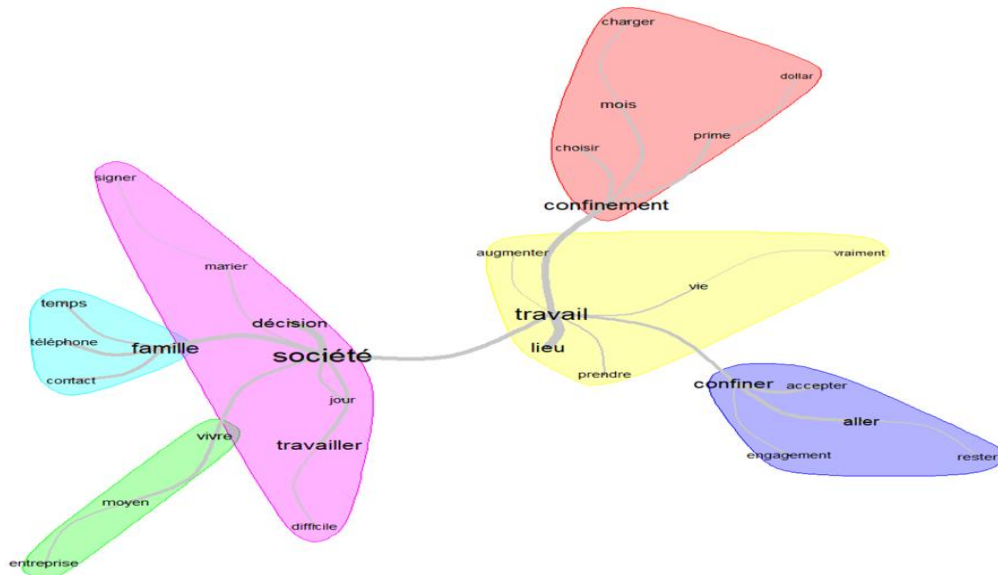 charger
dollar
mois
prime
choisir
signer
confinement
augmenter
vraiment
marier
vie
temps
travail
décision
téléphone
famille
lieu
société
contact
prendre
confiner
accepter
jour
aller
vivre
travailler
engagement
rester
moyen
difficile
entreprise